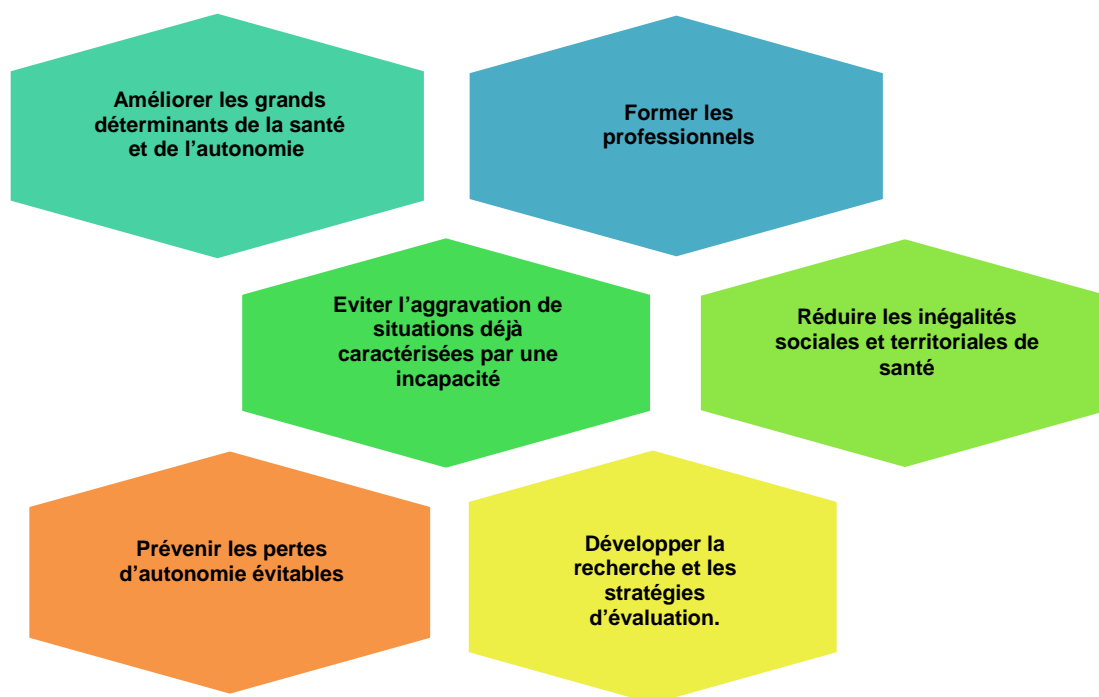 Améliorer les grands
déterminants de la santé
et de l’autonomie
Former les
professionnels
Eviter l’aggravation de
situations déjà
caractérisées par une
incapacité
Réduire les inégalités
sociales et territoriales de
santé
Prévenir les pertes
d’autonomie évitables
Développer la
recherche et les
stratégies
d’évaluation.